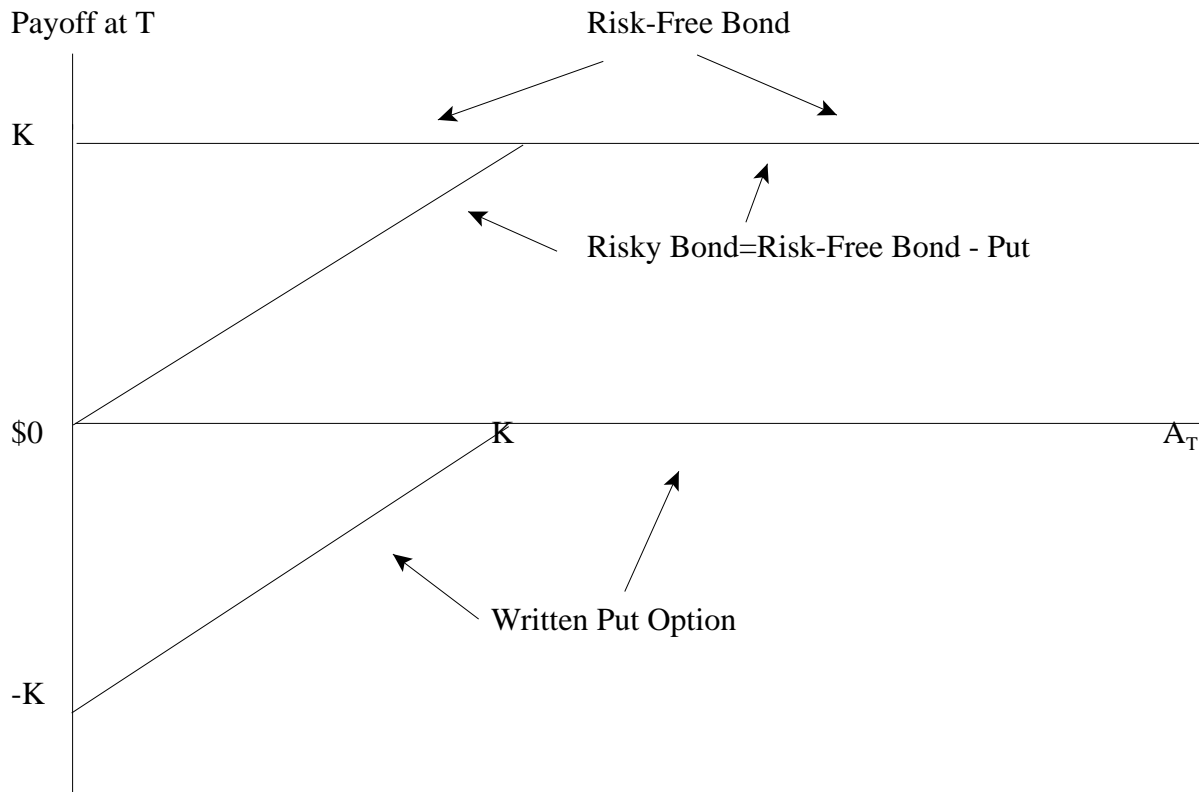 Payoff at T
Risk-Free Bond
K
Risky Bond=Risk-Free Bond - Put
$0
K
A_T
Written Put Option
-K